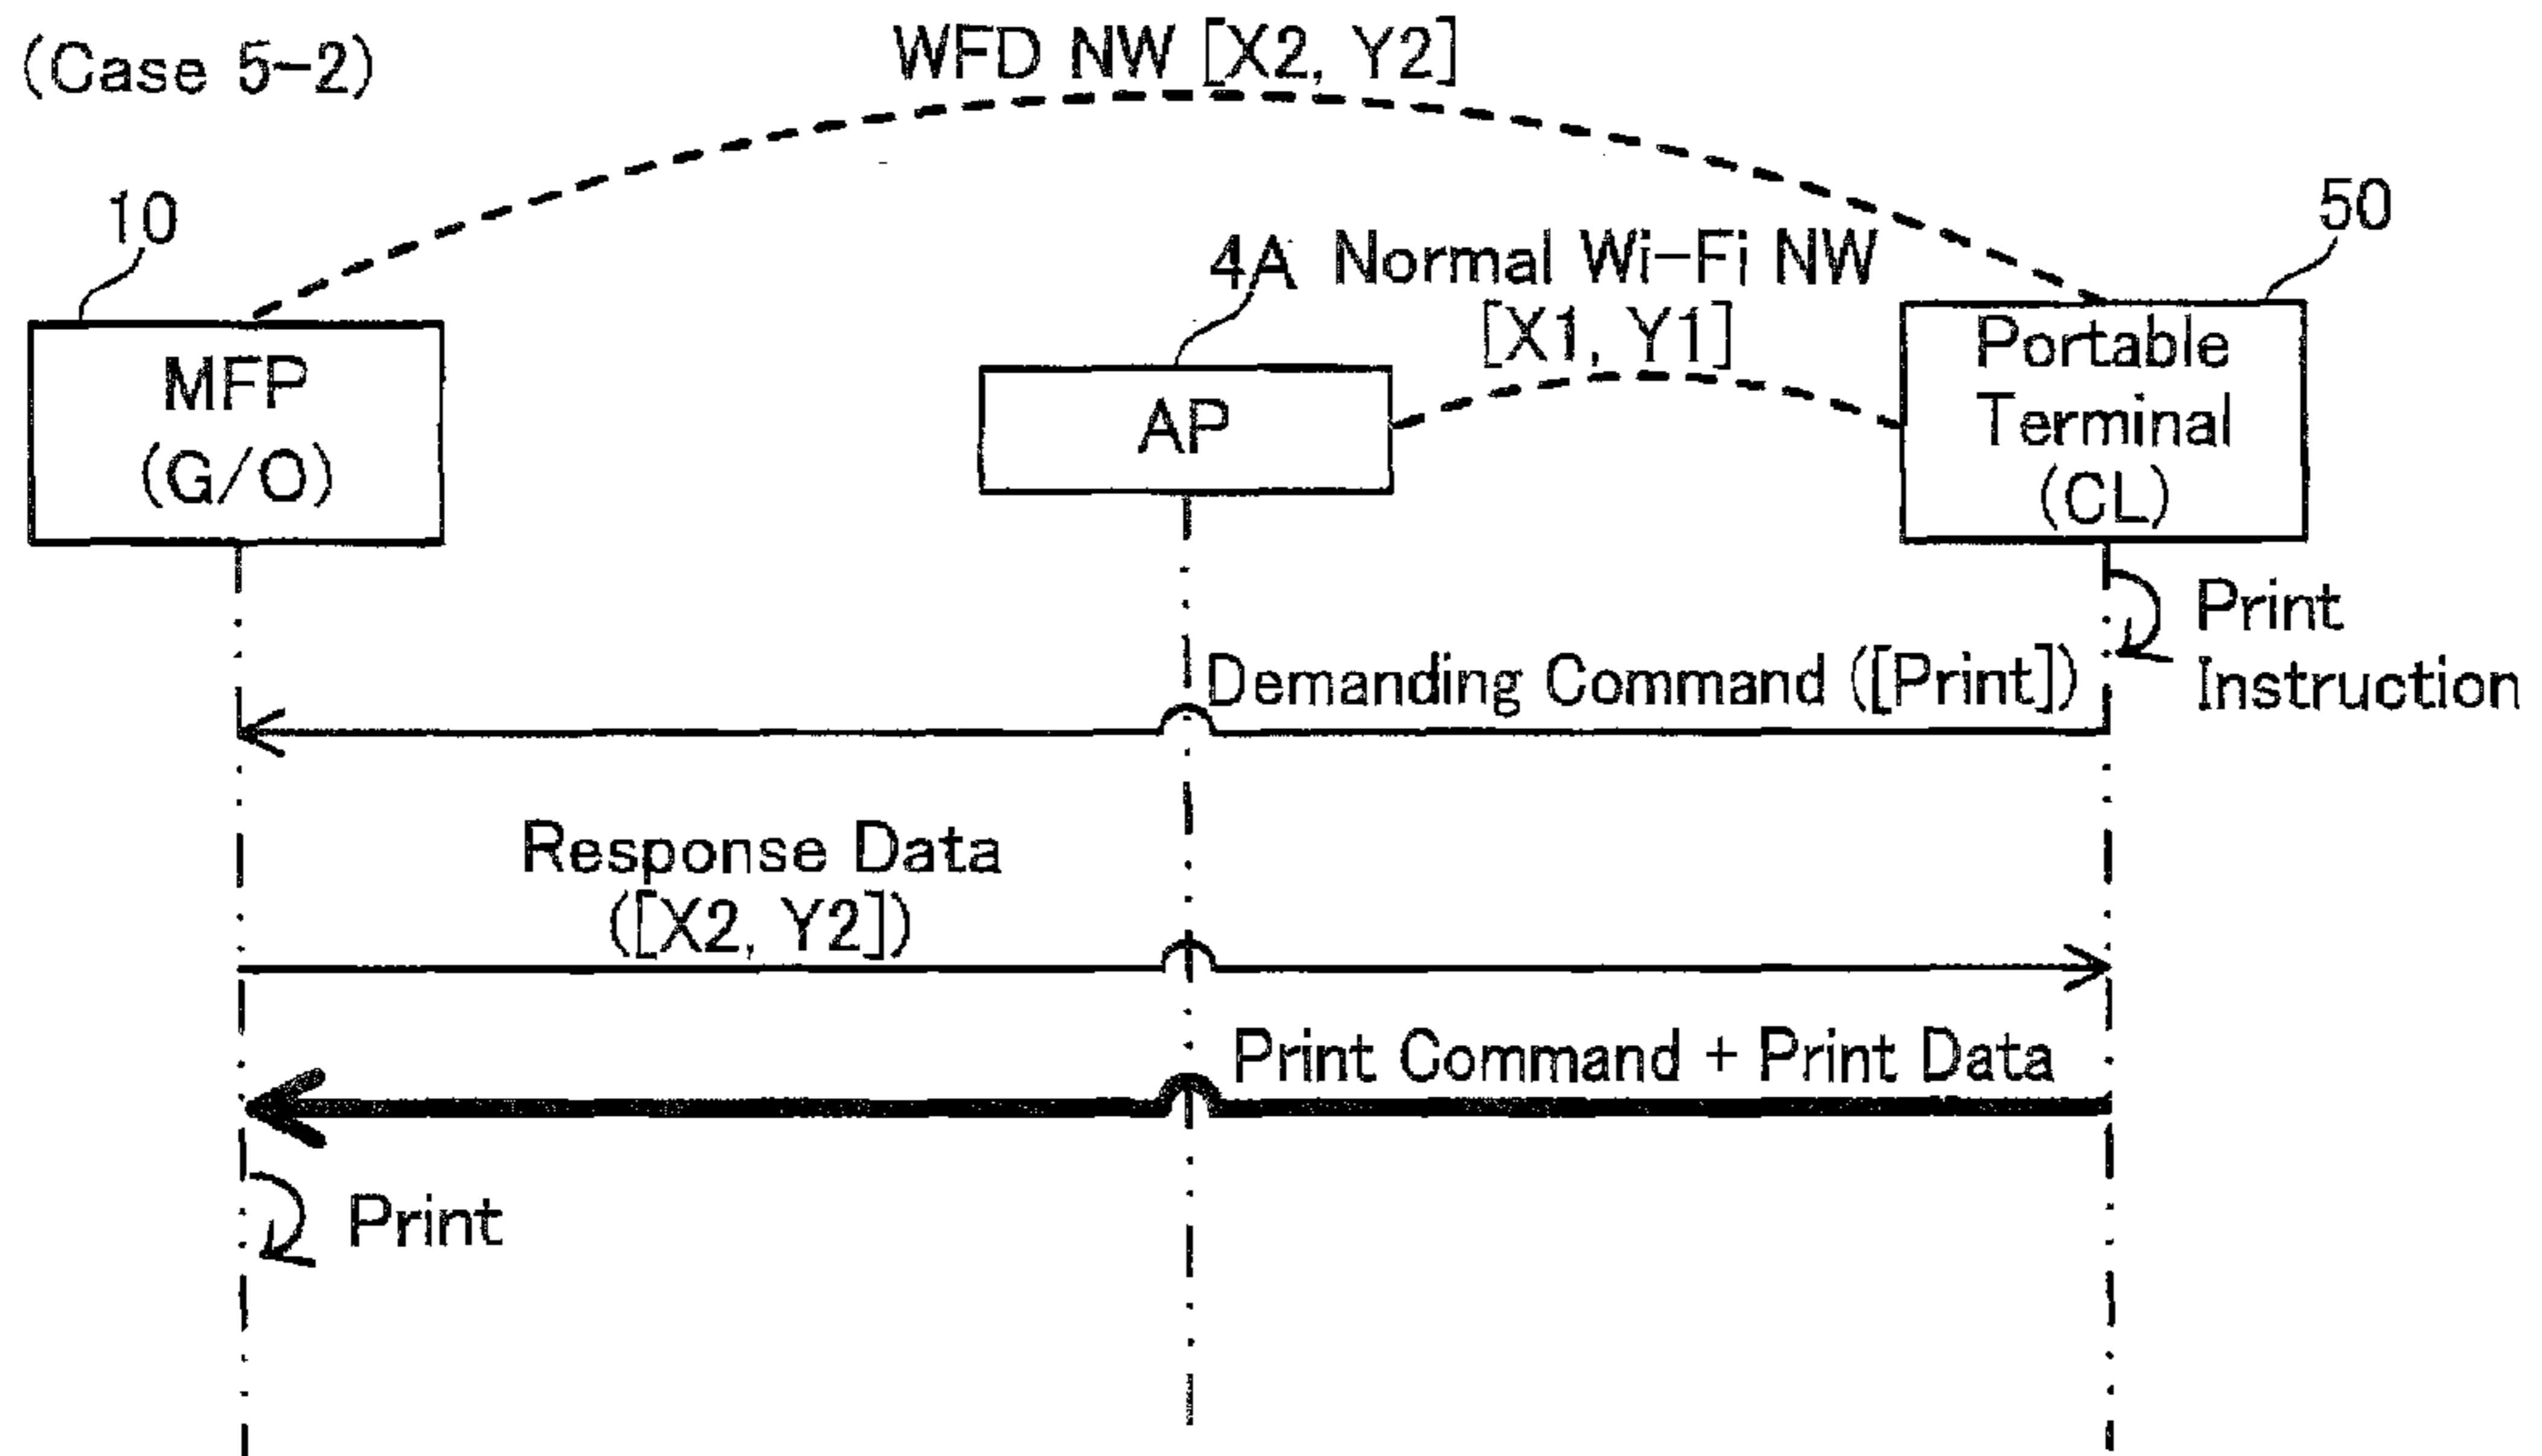 (Case 5-2)
WFD NW [X2, Y2]
10
4A
Normal Wi-Fi NW
[X1, Y1]
50
MFP
(G/O)
AP
Portable
Terminal
(CL)
Print
Instruction
Demanding Command ([Print])
Response Data
([X2, Y2])
Print Command + Print Data
Print